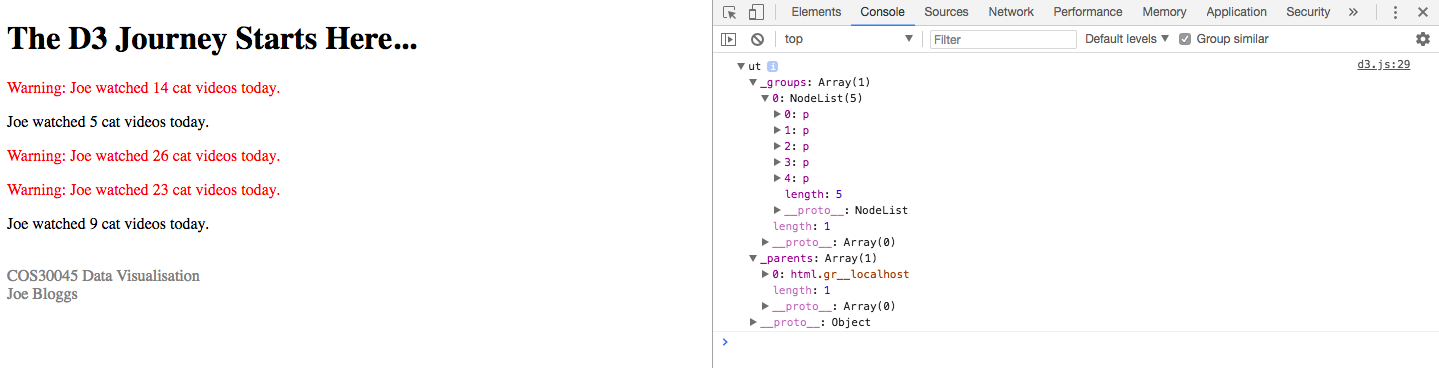 The D3 Journey Starts Here...
Warning: Joe watched 14 cat videos today.
Joe watched 5 cat videos today.
Warning: Joe watched 26 cat videos today.
Warning: Joe watched 23 cat videos today.
Joe watched 9 cat videos today.
COS30045 Data Visualisation
Joe Bloggs
Elements Console Sources Network Performance Memory Application Security »
top Filter Default levels Group similar
ut i d3.js:29
_groups: Array(1)
0: NodeList(5)
0: p
1: p
2: p
3: p
4: p
length: 5
__proto__: NodeList
length: 1
__proto__: Array(0)
_parents: Array(1)
0: html.gr__localhost
length: 1
__proto__: Array(0)
__proto__: Object